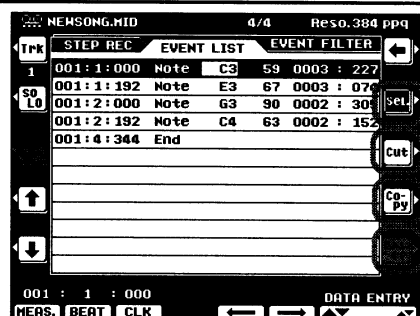 NEWSONG.MID 4/4 Reso.384 ppq
Trk STEP REC EVENT LIST EVENT FILTER
1 001:1:000 Note C3 59 0003 : 227
SO LO 001:1:192 Note E3 67 0003 : 076 Sel.
001:2:000 Note G3 90 0002 : 309
001:2:192 Note C4 63 0002 : 152
001:4:344 End
Cut
Co-PY
001 : 1 : 000 DATA ENTRY
MEAS. BEAT CLK